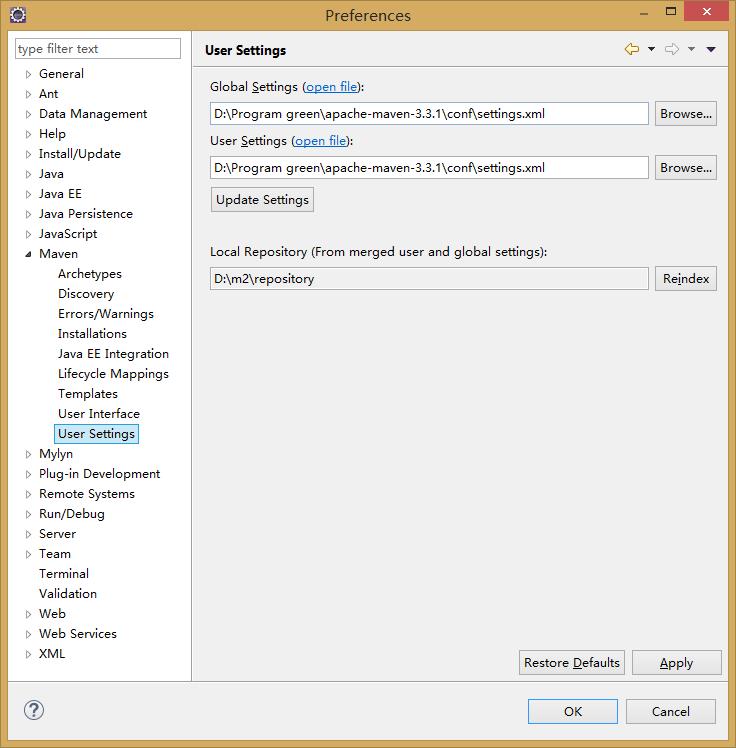 Preferences
type filter text
General
Ant
Data Management
Help
Install/Update
Java
Java EE
Java Persistence
JavaScript
Maven
Archetypes
Discovery
Errors/Warnings
Installations
Java EE Integration
Lifecycle Mappings
Templates
User Interface
User Settings
Mylyn
Plug-in Development
Remote Systems
Run/Debug
Server
Team
Terminal
Validation
Web
Web Services
XML
User Settings
Global Settings (open file):
D:\Program green\apache-maven-3.3.1\conf\settings.xml
Browse...
User Settings (open file):
D:\Program green\apache-maven-3.3.1\conf\settings.xml
Browse...
Update Settings
Local Repository (From merged user and global settings):
D:\m2\repository
Reindex
Restore Defaults
Apply
?
OK
Cancel